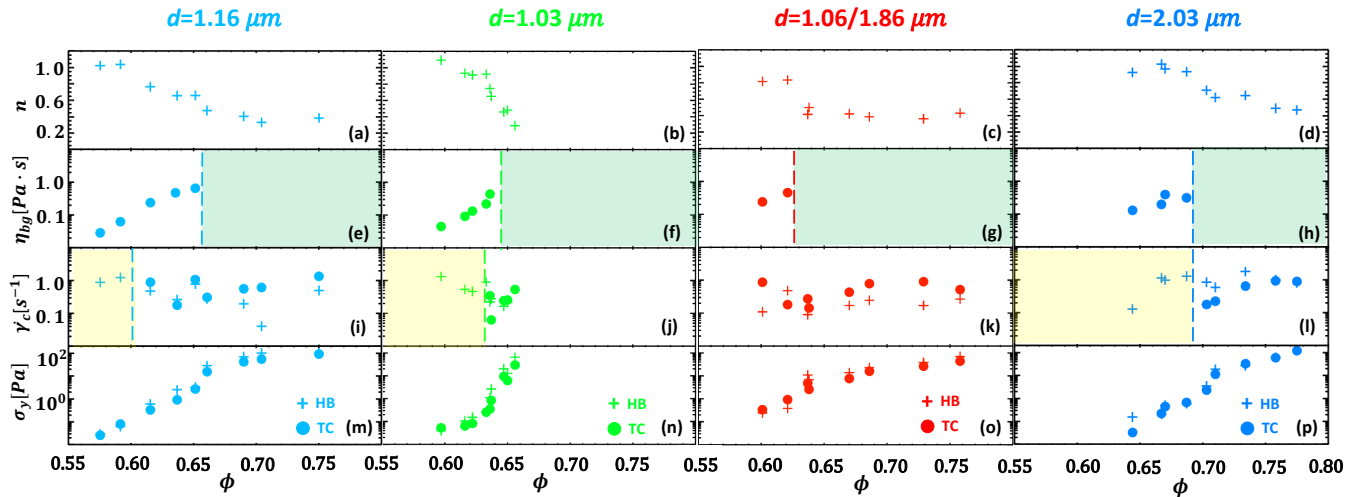 d=1.16 μm d=1.03 μm d=1.06/1.86 μm d=2.03 μm
n 1.0 0.6 0.2 (a) (b) (c) (d)
η_bg[Pa · s] 1.0 0.1 (e) (f) (g) (h)
γ̇_c[s⁻¹] 1.0 0.1 (i) (j) (k) (l)
σ_y[Pa] 10² 10⁰
HB HB HB HB
TC (m) TC (n) TC (o) TC (p)
0.55 0.60 0.65 0.70 0.75 0.55 0.60 0.65 0.70 0.75 0.55 0.60 0.65 0.70 0.75 0.55 0.60 0.65 0.70 0.75 0.80
ϕ ϕ ϕ ϕ